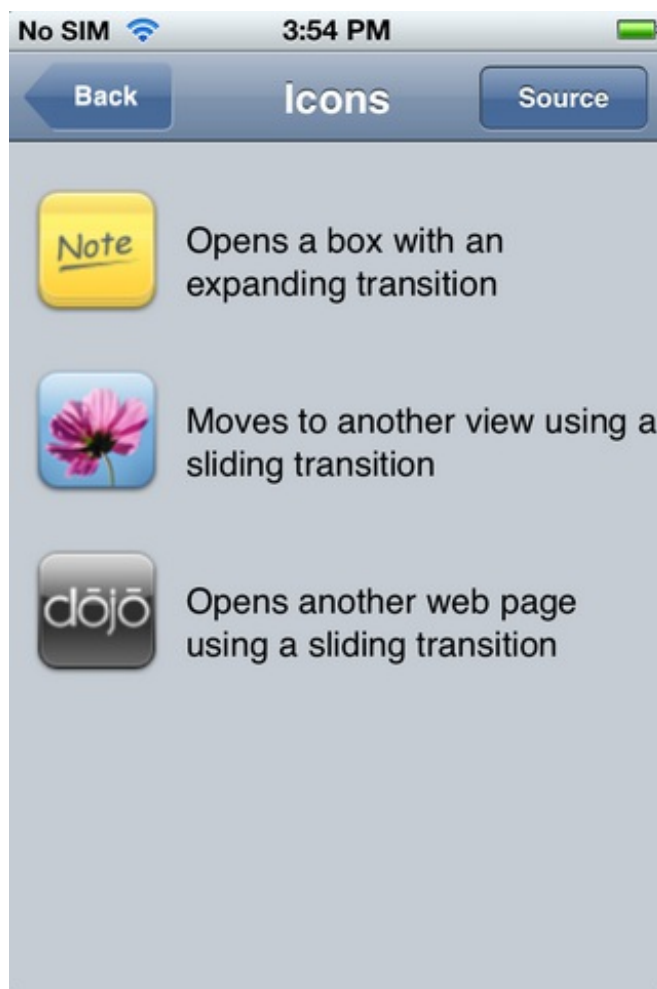 No SIM 3:54 PM
Back Icons Source
Note
Opens a box with an
expanding transition
Moves to another view using a
sliding transition
dōjō
Opens another web page
using a sliding transition